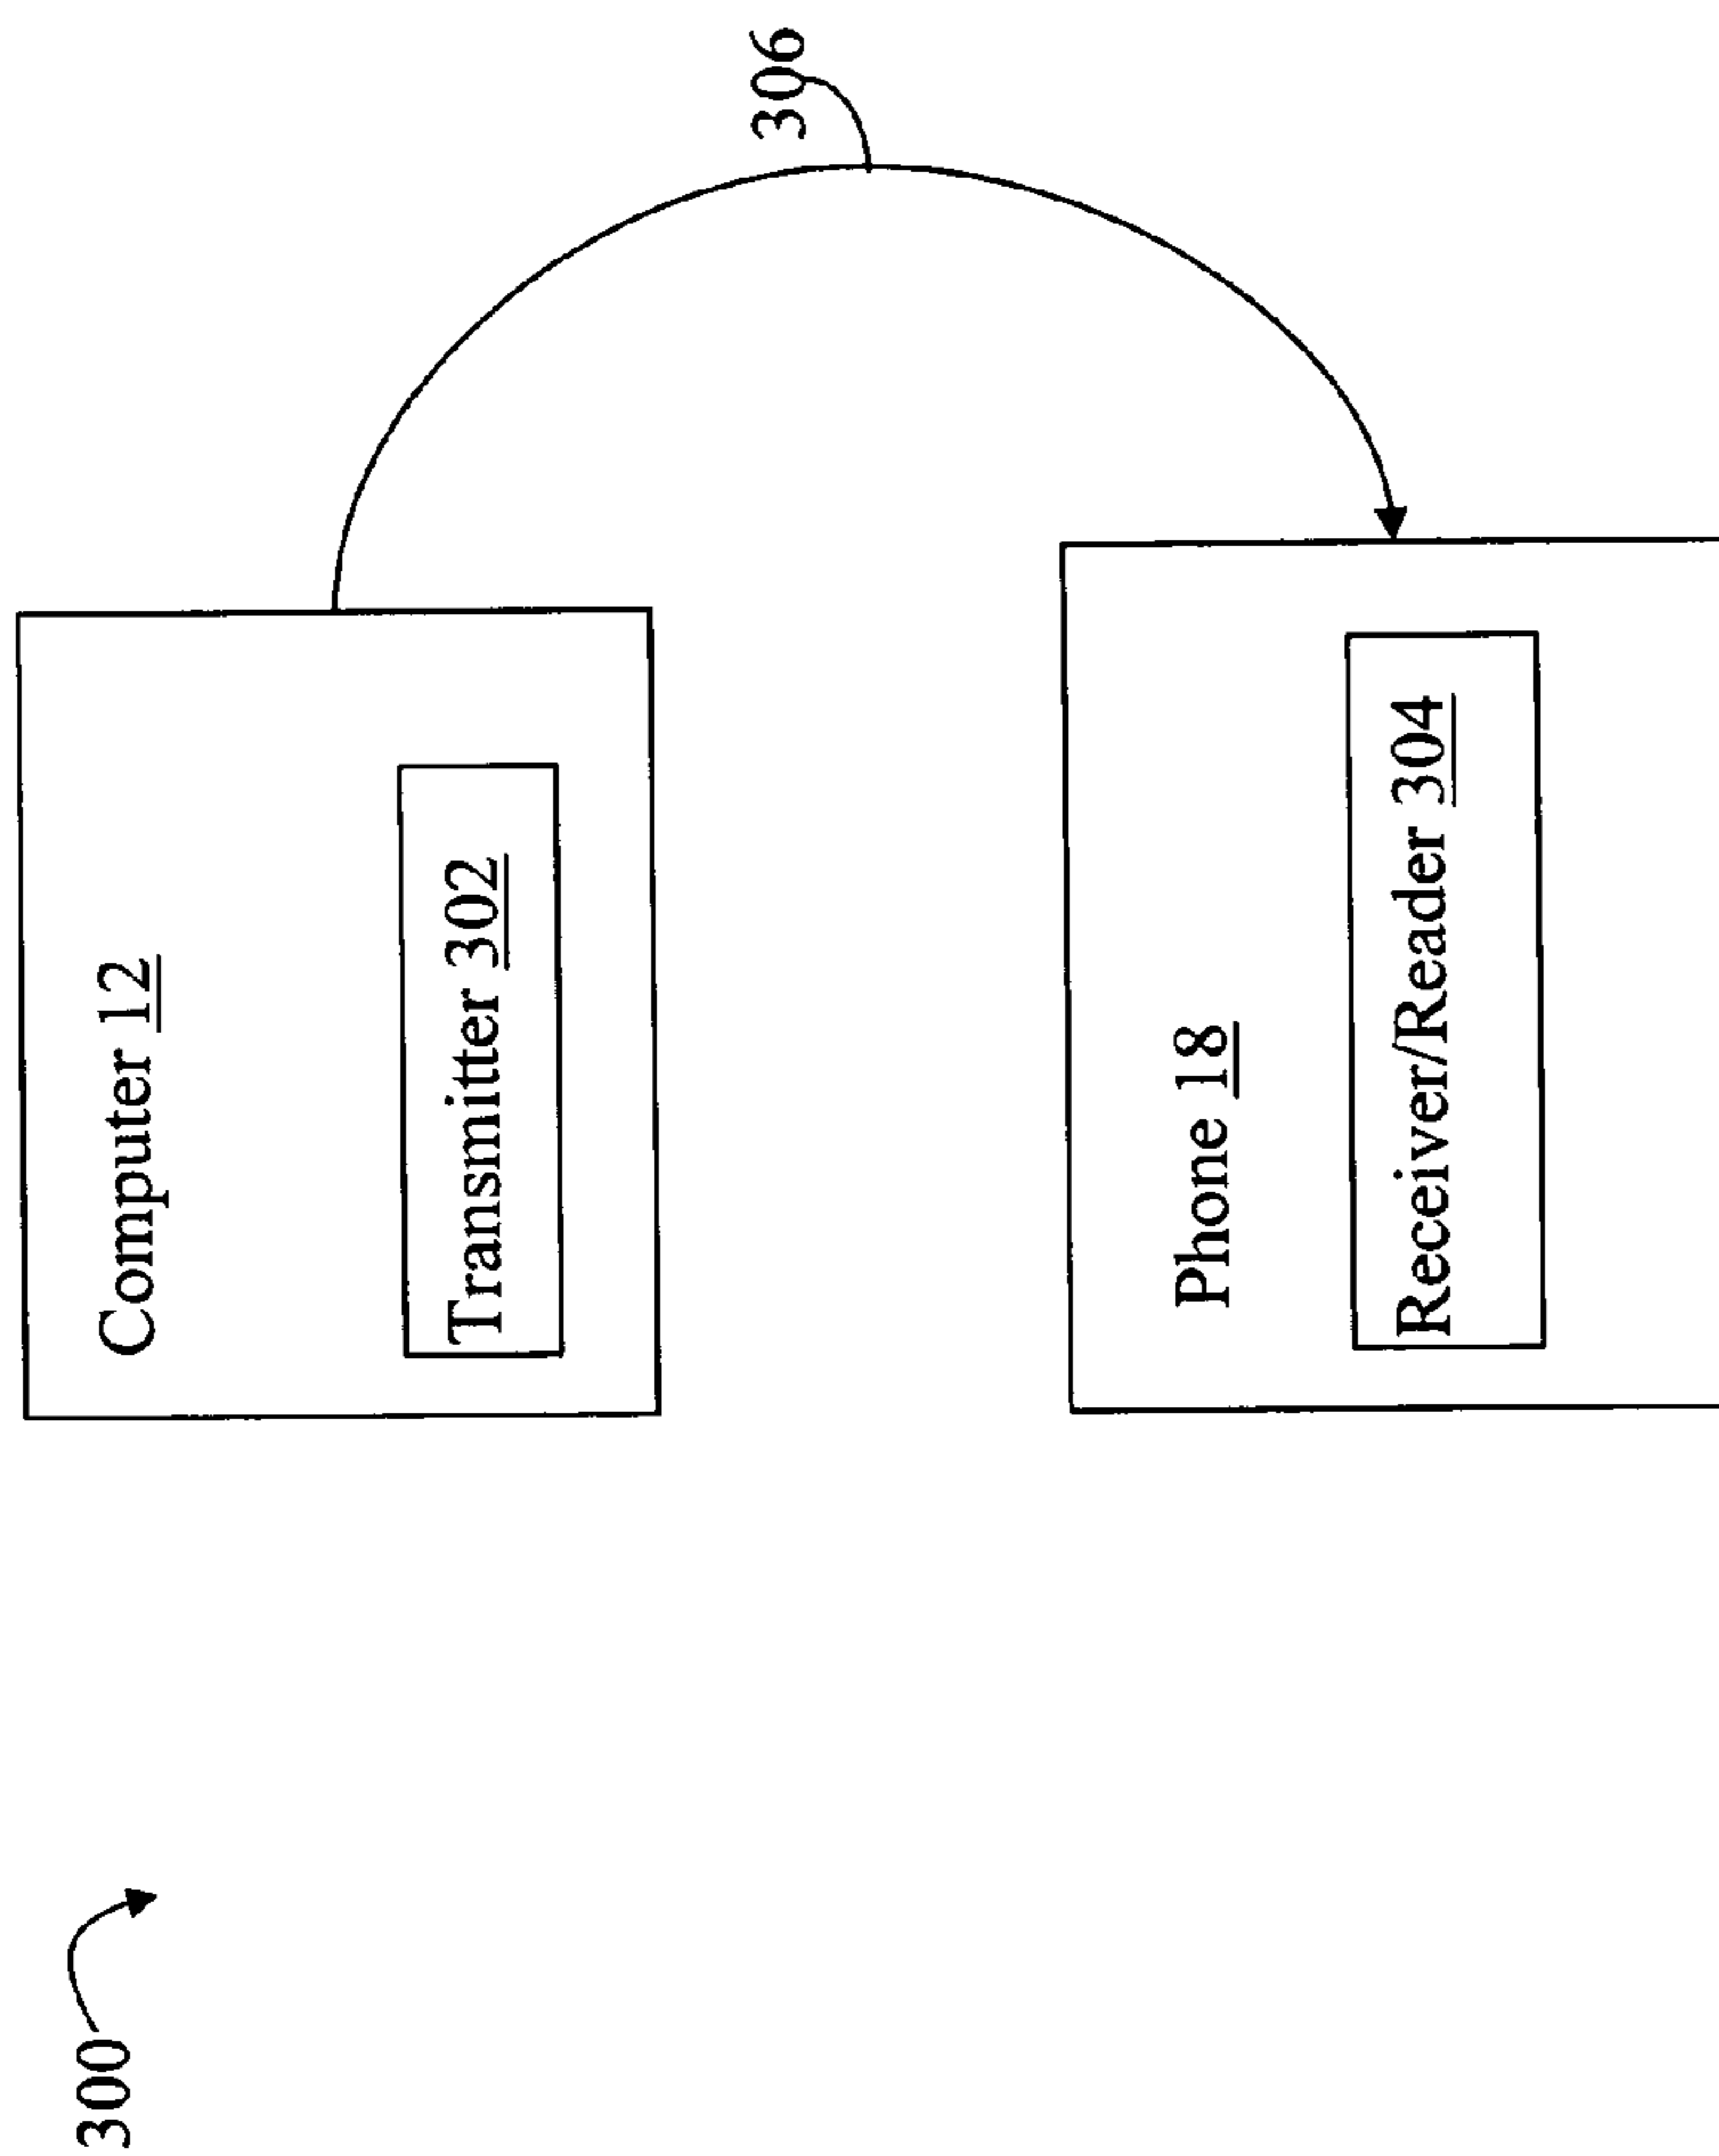 300
Computer 12
Transmitter 302
306
Phone 18
Receiver/Reader 304